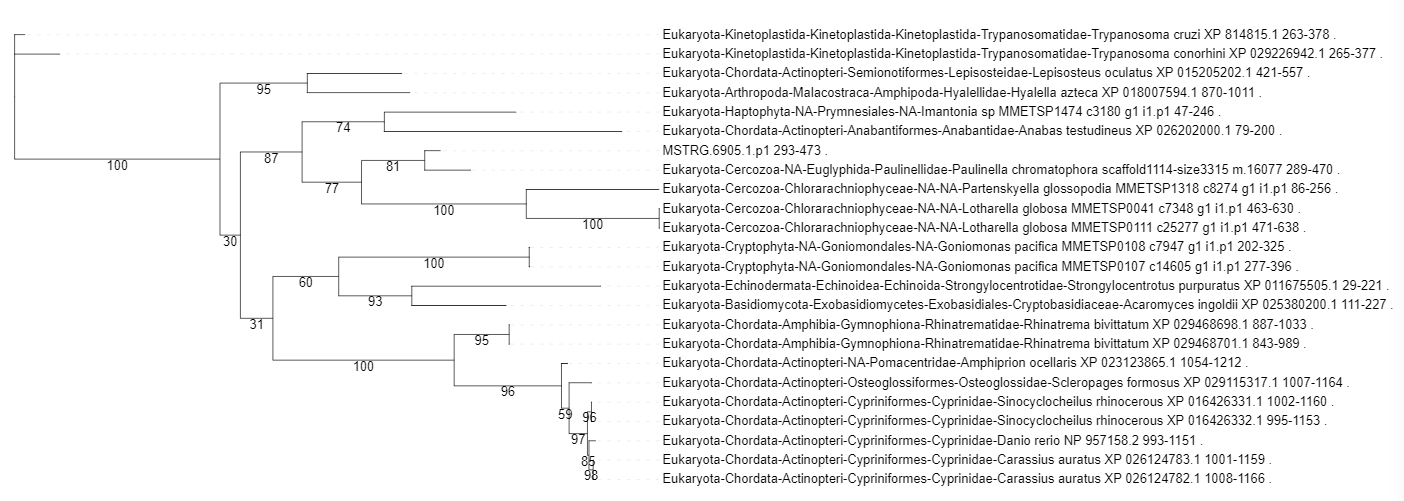 Eukaryota-Kinetoplastida-Kinetoplastida-Kinetoplastida-Trypanosomatidae-Trypanosoma cruzi XP 814815.1 263-378 .
Eukaryota-Kinetoplastida-Kinetoplastida-Kinetoplastida-Trypanosomatidae-Trypanosoma conorhini XP 029226942.1 265-377 .
Eukaryota-Chordata-Actinopteri-Semionotiformes-Lepisosteidae-Lepisosteus oculatus XP 015205202.1 421-557 .
95
Eukaryota-Arthropoda-Malacostraca-Amphipoda-Hyalellidae-Hyalella azteca XP 018007594.1 870-1011 .
Eukaryota-Haptophyta-NA-Prymnesiales-NA-Imantonia sp MMETSP1474 c3180 g1 i1.p1 47-246 .
74
Eukaryota-Chordata-Actinopteri-Anabantiformes-Anabantidae-Anabas testudineus XP 026202000.1 79-200 .
MSTRG.6905.1.p1 293-473 .
87
100
81
Eukaryota-Cercozoa-NA-Euglyphida-Paulinellidae-Paulinella chromatophora scaffold1114-size3315 m.16077 289-470 .
77
Eukaryota-Cercozoa-Chlorarachniophyceae-NA-NA-Partenskyella glossopodia MMETSP1318 c8274 g1 i1.p1 86-256 .
100
Eukaryota-Cercozoa-Chlorarachniophyceae-NA-NA-Lotharella globosa MMETSP0041 c7348 g1 i1.p1 463-630 .
100
Eukaryota-Cercozoa-Chlorarachniophyceae-NA-NA-Lotharella globosa MMETSP0111 c25277 g1 i1.p1 471-638 .
30
Eukaryota-Cryptophyta-NA-Goniomondales-NA-Goniomonas pacifica MMETSP0108 c7947 g1 i1.p1 202-325 .
100
Eukaryota-Cryptophyta-NA-Goniomondales-NA-Goniomonas pacifica MMETSP0107 c14605 g1 i1.p1 277-396 .
60
Eukaryota-Echinodermata-Echinoidea-Echinoida-Strongylocentrotidae-Strongylocentrotus purpuratus XP 011675505.1 29-221 .
93
Eukaryota-Basidiomycota-Exobasidiomycetes-Exobasidiales-Cryptobasidiaceae-Acaromyces ingoldii XP 025380200.1 111-227 .
31
Eukaryota-Chordata-Amphibia-Gymnophiona-Rhinatrematidae-Rhinatrema bivittatum XP 029468698.1 887-1033 .
95
Eukaryota-Chordata-Amphibia-Gymnophiona-Rhinatrematidae-Rhinatrema bivittatum XP 029468701.1 843-989 .
100
Eukaryota-Chordata-Actinopteri-NA-Pomacentridae-Amphiprion ocellaris XP 023123865.1 1054-1212 .
Eukaryota-Chordata-Actinopteri-Osteoglossiformes-Osteoglossidae-Scleropages formosus XP 029115317.1 1007-1164 .
96
Eukaryota-Chordata-Actinopteri-Cypriniformes-Cyprinidae-Sinocyclocheilus rhinocerous XP 016426331.1 1002-1160 .
59
96
Eukaryota-Chordata-Actinopteri-Cypriniformes-Cyprinidae-Sinocyclocheilus rhinocerous XP 016426332.1 995-1153 .
97
Eukaryota-Chordata-Actinopteri-Cypriniformes-Cyprinidae-Danio rerio NP 957158.2 993-1151 .
85
Eukaryota-Chordata-Actinopteri-Cypriniformes-Cyprinidae-Carassius auratus XP 026124783.1 1001-1159 .
98
Eukaryota-Chordata-Actinopteri-Cypriniformes-Cyprinidae-Carassius auratus XP 026124782.1 1008-1166 .